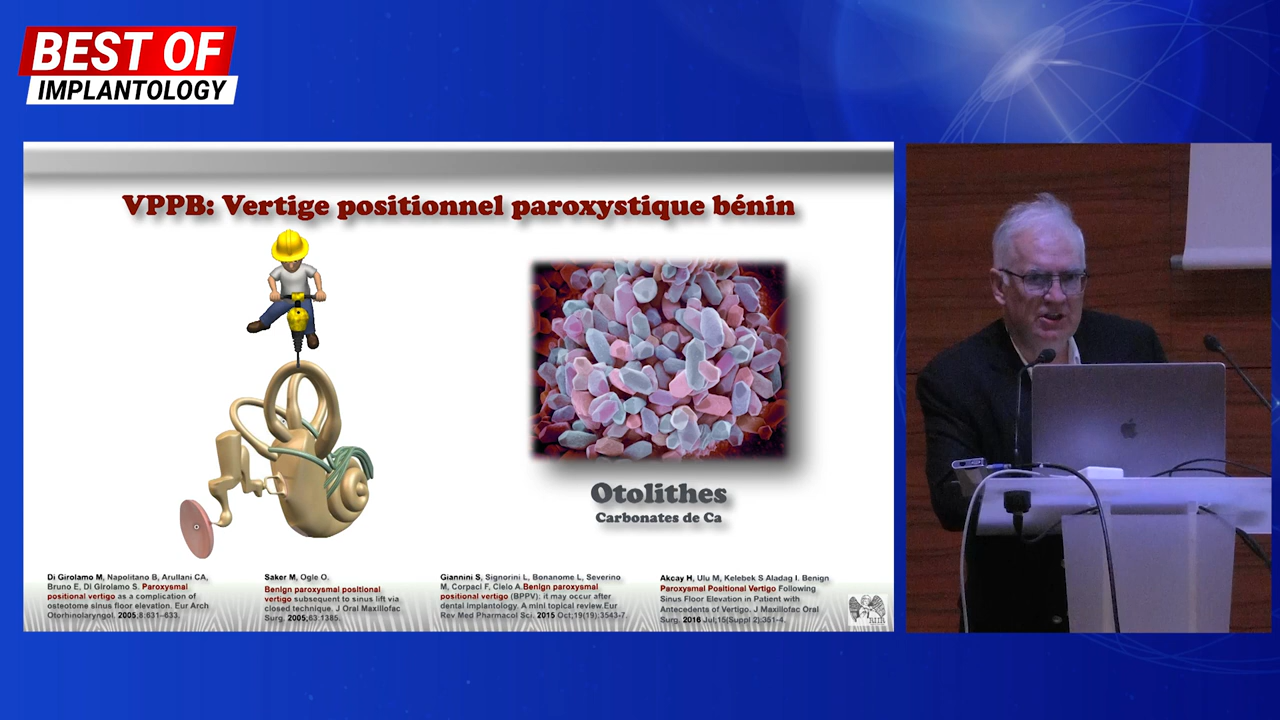 BEST OF
IMPLANTOLOGY
VPPB: Vertige positionnel paroxystique bénin
Otolithes
Carbonates de Ca
Di Girolamo M, Napolitano B, Arullani CA,
Bruno E, Di Girolamo S. Paroxysmal
positional vertigo as a complication of
osteotome sinus floor elevation. Eur Arch
Otorhinolaryngol. 2005;8:631–633.
Saker M, Ogle O.
Benign paroxysmal positional
vertigo subsequent to sinus lift via
closed technique. J Oral Maxillofac
Surg. 2005;63:1385.
Giannini S, Signorini L, Bonanome L, Severino
M, Corpaci F, Cielo A.Benign paroxysmal
positional vertigo (BPPV): it may occur after
dental implantology. A mini topical review.Eur
Rev Med Pharmacol Sci. 2015 Oct;19(19):3543-7.
Akcay H, Ulu M, Kelebek S Aladag I. Benign
Paroxysmal Positional Vertigo Following
Sinus Floor Elevation in Patient with
Antecedents of Vertigo. J Maxillofac Oral
Surg. 2016 Jul;15(Suppl 2):351-4.